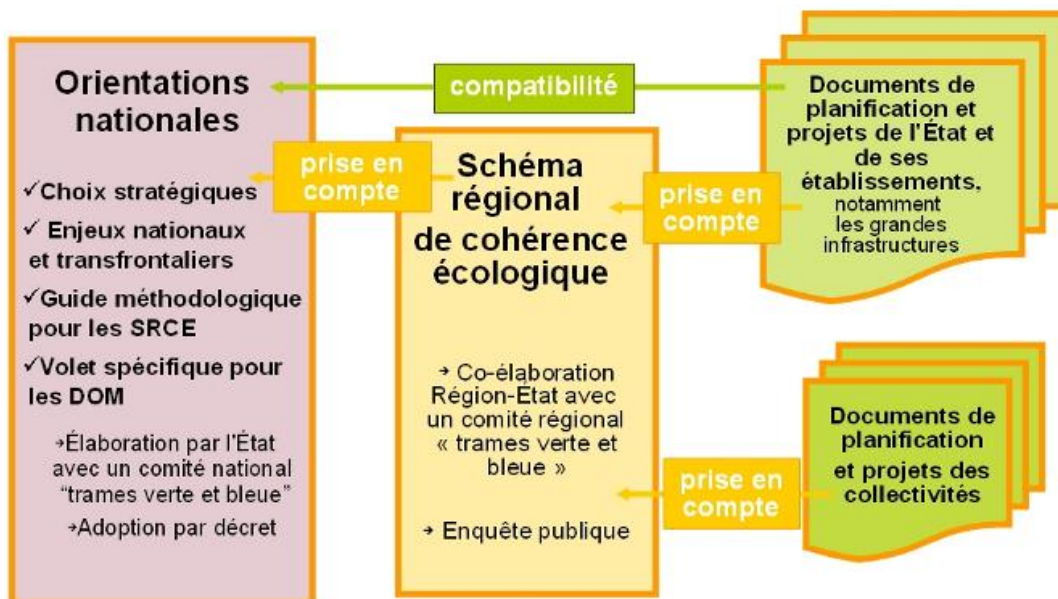 Orientations
nationales
✓Choix stratégiques
✓ Enjeux nationaux
et transfrontaliers
✓Guide méthodologique
pour les SRCE
✓Volet spécifique pour
les DOM
→Élaboration par l'État
avec un comité national
“trames verte et bleue”
→Adoption par décret
compatibilité
prise en
compte
Schéma
régional
de cohérence
écologique
→ Co-élaboration
Région-État avec
un comité régional
« trames verte et
bleue »
→ Enquête publique
prise en
compte
Documents de
planification et
projets de l'État et
de ses
établissements,
notamment
les grandes
infrastructures
prise en
compte
Documents de
planification
et projets des
collectivités